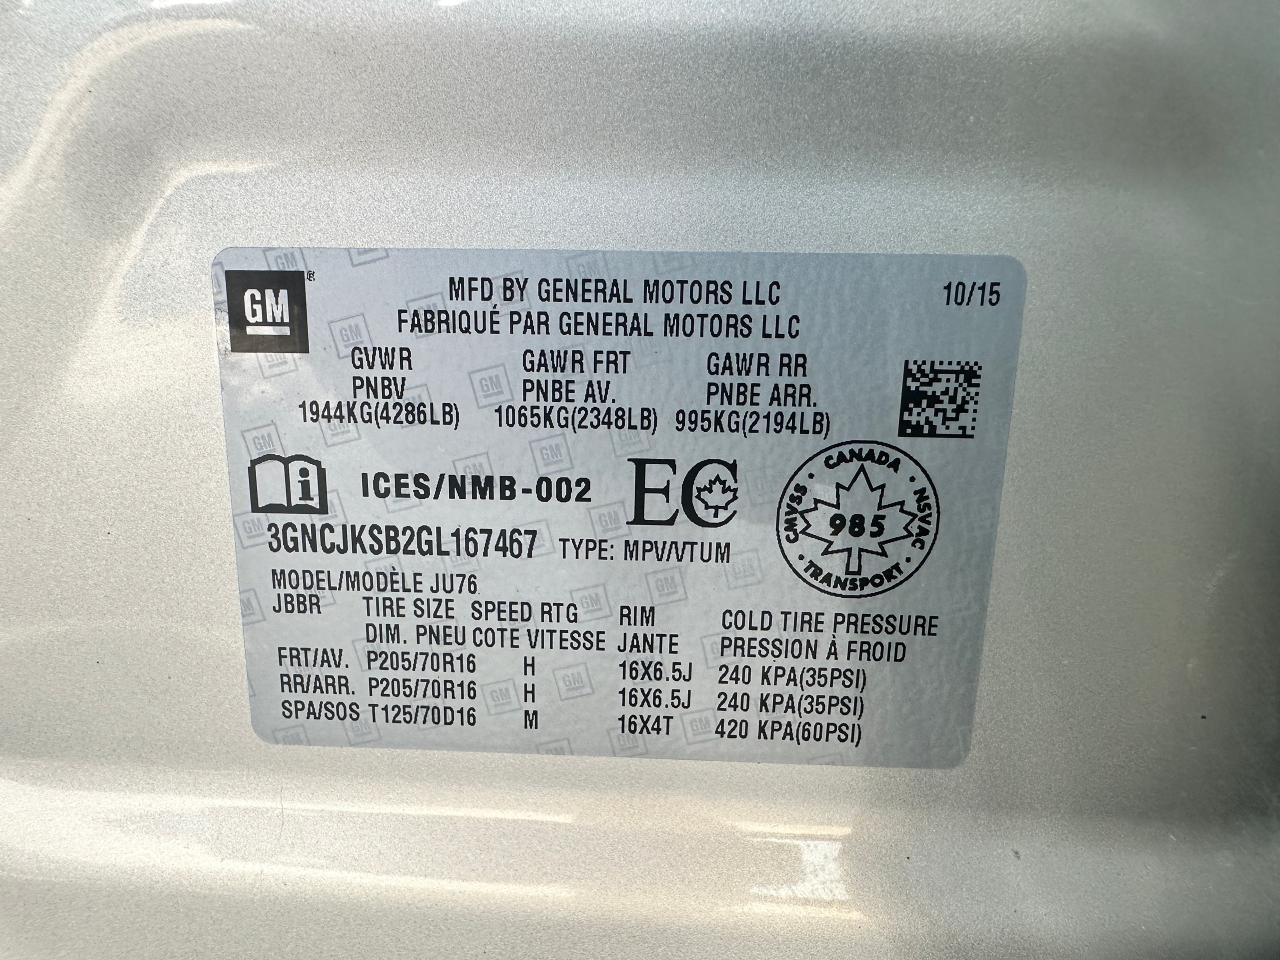 GM ®
MFD BY GENERAL MOTORS LLC 10/15
FABRIQUÉ PAR GENERAL MOTORS LLC
GVWR GAWR FRT GAWR RR
PNBV PNBE AV. PNBE ARR.
1944KG(4286LB) 1065KG(2348LB) 995KG(2194LB)
ICES/NMB-002 EC
CANADA
CMVSS 985 NSVAC
TRANSPORT
3GNCJKSB2GL167467 TYPE: MPV/VTUM
MODEL/MODÈLE JU76
JBBR TIRE SIZE SPEED RTG RIM COLD TIRE PRESSURE
DIM. PNEU COTE VITESSE JANTE PRESSION À FROID
FRT/AV. P205/70R16 H 16X6.5J 240 KPA(35PSI)
RR/ARR. P205/70R16 H 16X6.5J 240 KPA(35PSI)
SPA/SOS T125/70D16 M 16X4T 420 KPA(60PSI)